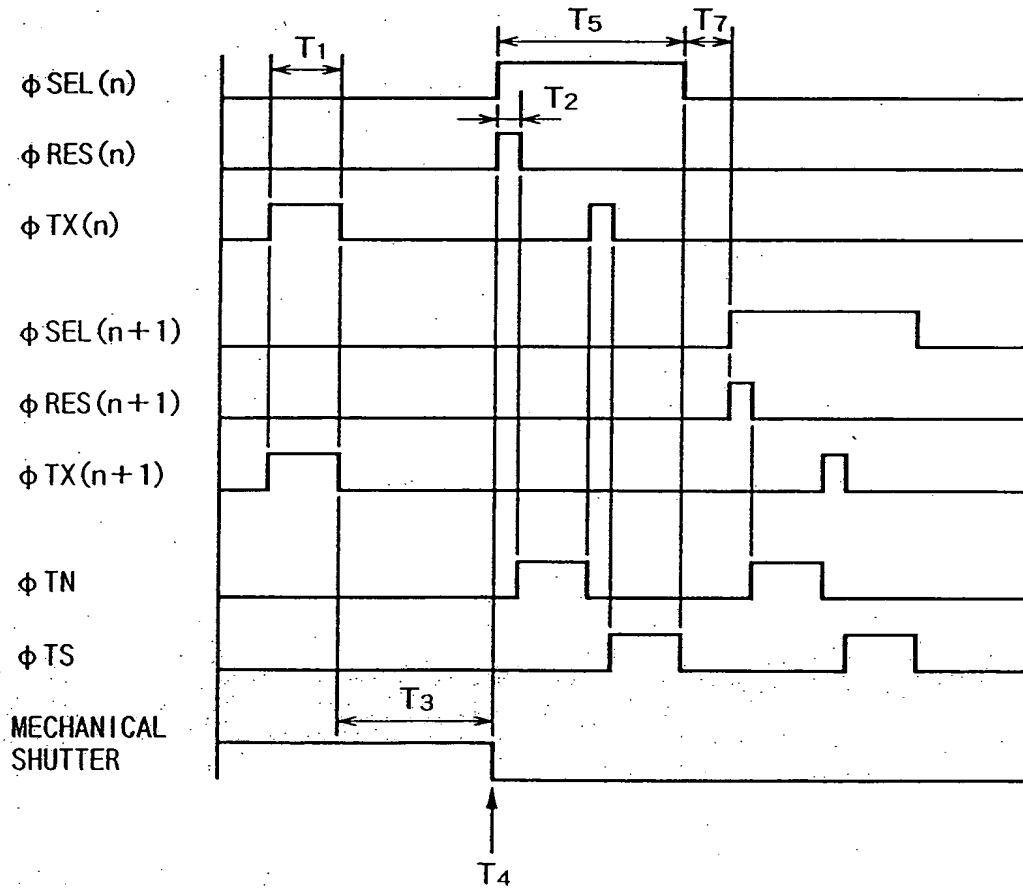 T5
T7
T1
φSEL(n)
T2
φRES(n)
φTX(n)
φSEL(n+1)
φRES(n+1)
φTX(n+1)
φTN
φTS
T3
MECHANICAL
SHUTTER
T4